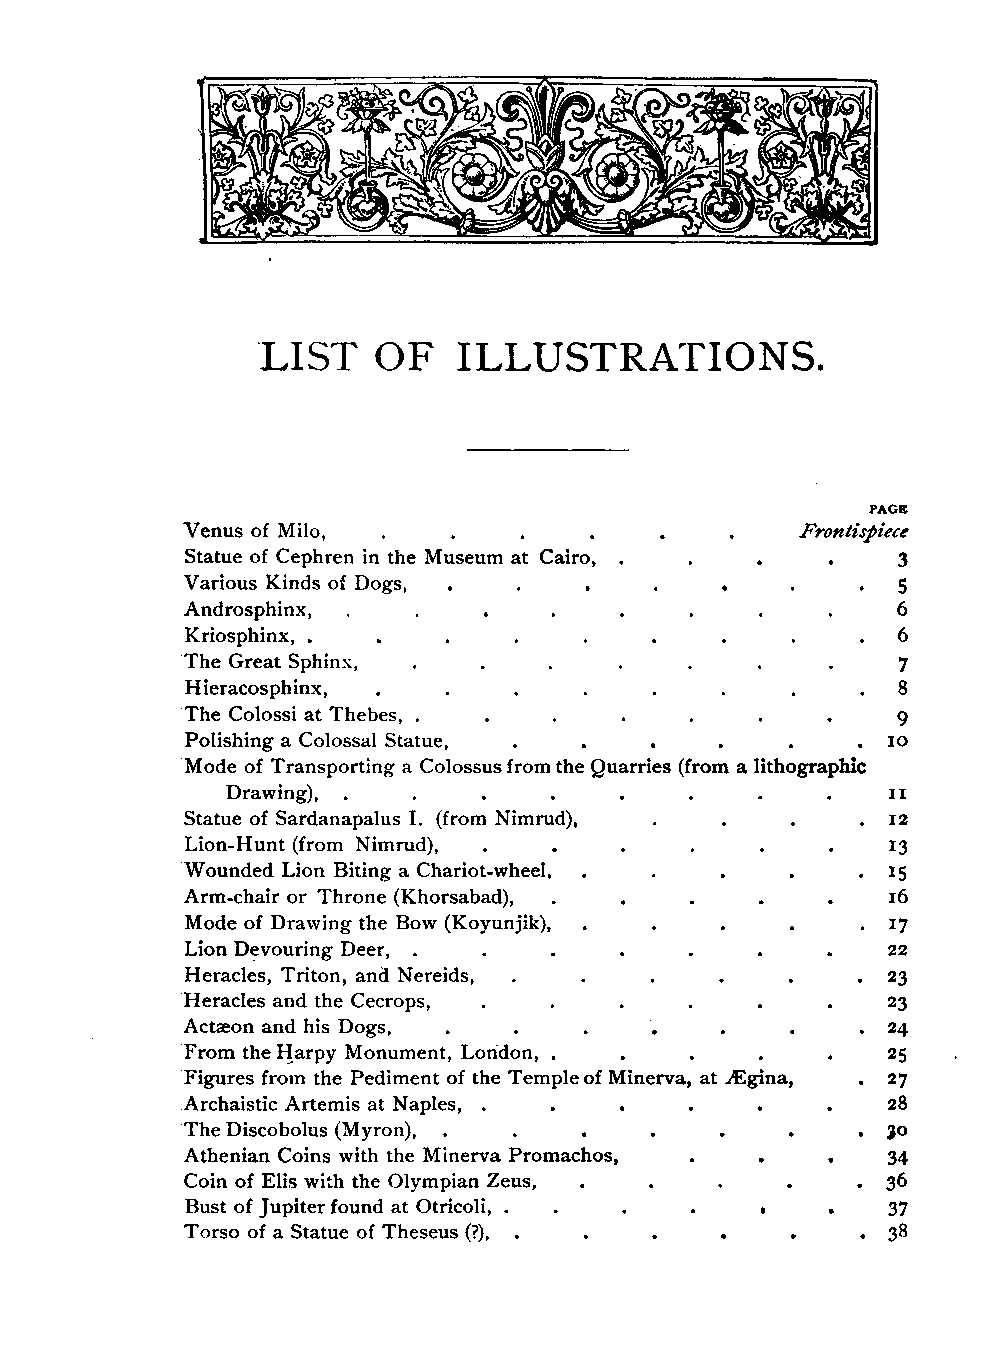 LIST OF ILLUSTRATIONS.
PAGE
Venus of Milo, . . . . . . Frontispiece
Statue of Cephren in the Museum at Cairo, . . . . 3
Various Kinds of Dogs, . . . . . . . 5
Androsphinx, . . . . . . . . 6
Kriosphinx, . . . . . . . . . 6
The Great Sphinx, . . . . . . . 7
Hieracosphinx, . . . . . . . . 8
The Colossi at Thebes, . . . . . . . 9
Polishing a Colossal Statue, . . . . . . 10
Mode of Transporting a Colossus from the Quarries (from a lithographic
Drawing), . . . . . . . . 11
Statue of Sardanapalus I. (from Nimrud), . . . . 12
Lion-Hunt (from Nimrud), . . . . . . 13
Wounded Lion Biting a Chariot-wheel, . . . . . 15
Arm-chair or Throne (Khorsabad), . . . . . 16
Mode of Drawing the Bow (Koyunjik), . . . . . 17
Lion Devouring Deer, . . . . . . . 22
Heracles, Triton, and Nereids, . . . . . . 23
Heracles and the Cecrops, . . . . . . 23
Actæon and his Dogs, . . . . . . . 24
From the Harpy Monument, London, . . . . . 25
Figures from the Pediment of the Temple of Minerva, at Ægina, . 27
Archaistic Artemis at Naples, . . . . . . 28
The Discobolus (Myron), . . . . . . . 30
Athenian Coins with the Minerva Promachos, . . . 34
Coin of Elis with the Olympian Zeus, . . . . . 36
Bust of Jupiter found at Otricoli, . . . . . . 37
Torso of a Statue of Theseus (?), . . . . . . 38